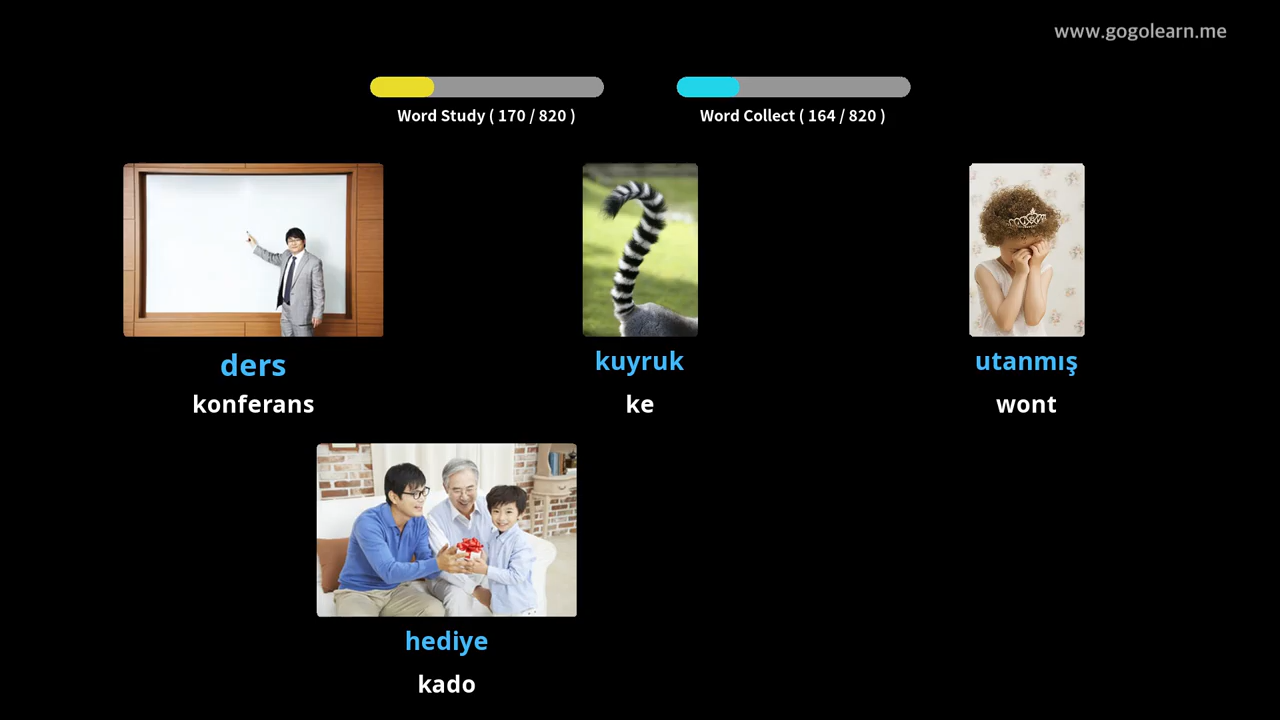 www.gogolearn.me
Word Study ( 170 / 820 )
Word Collect ( 164 / 820 )
ders
konferans
kuyruk
ke
utanmış
wont
hediye
kado